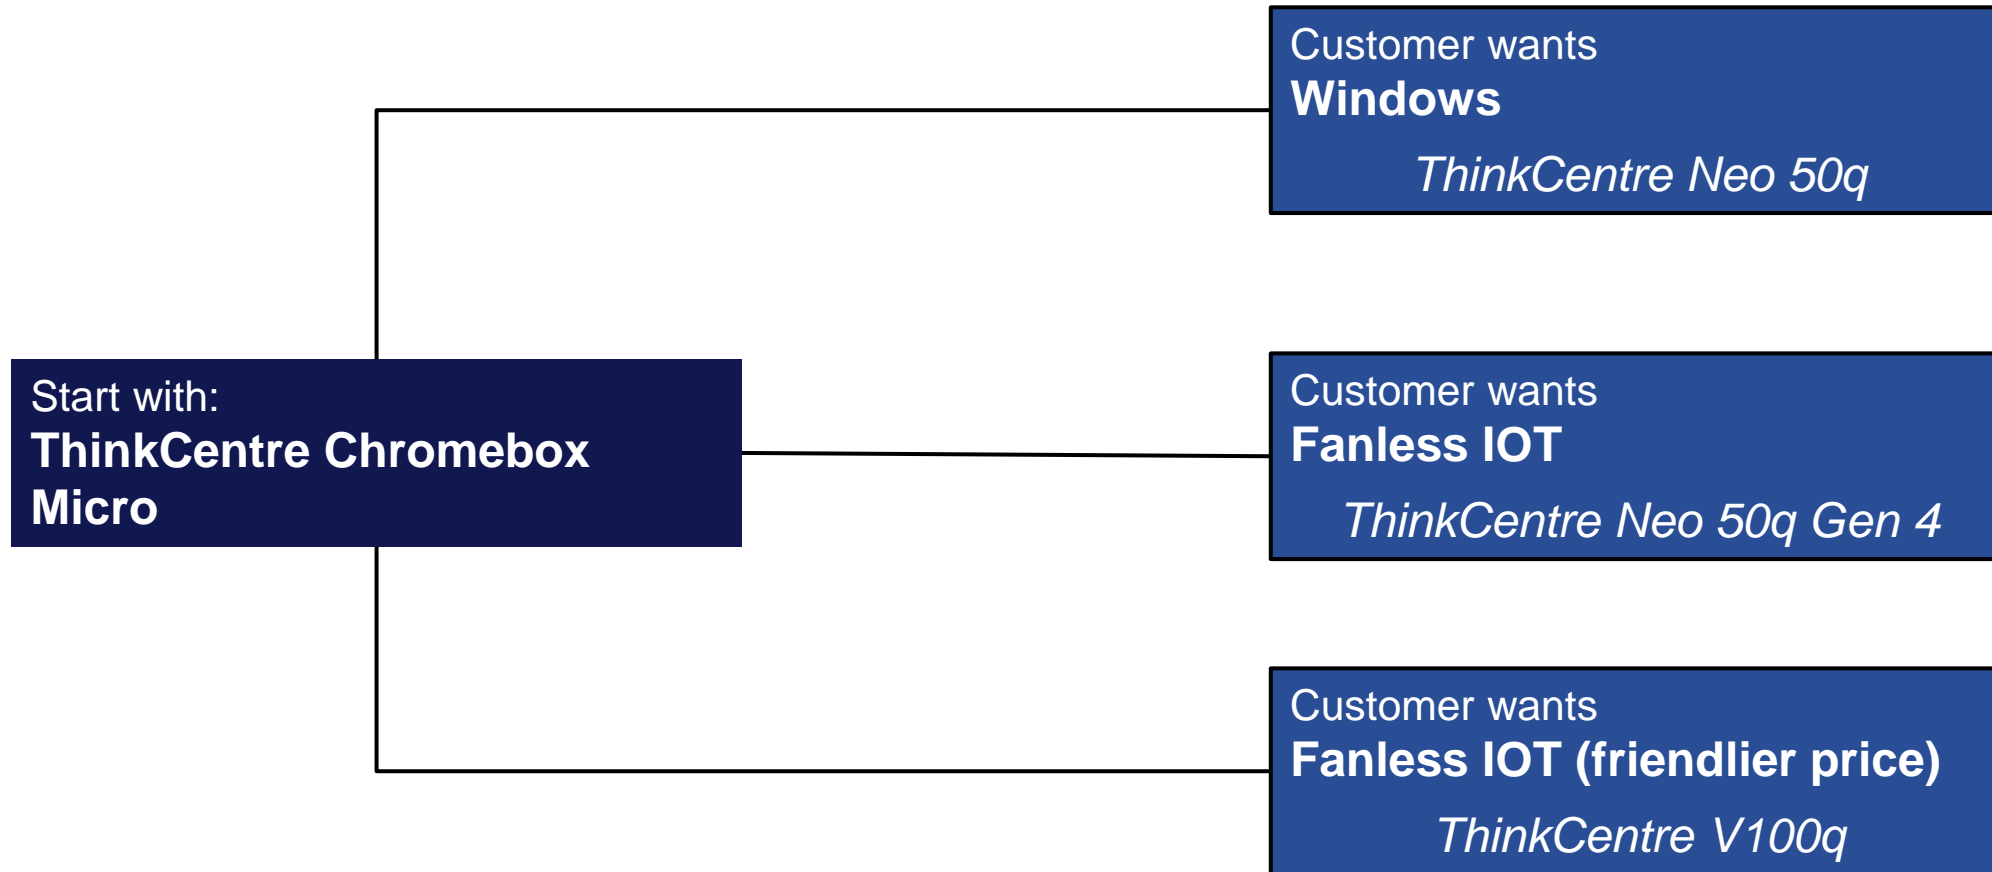 Customer wants
Windows
ThinkCentre Neo 50q
Start with:
ThinkCentre Chromebox
Micro
Customer wants
Fanless IOT
ThinkCentre Neo 50q Gen 4
Customer wants
Fanless IOT (friendlier price)
ThinkCentre V100q